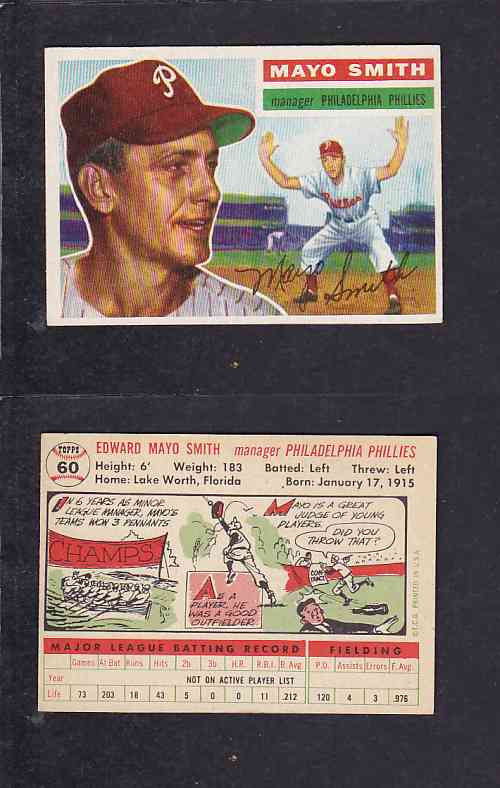 P
MAYO SMITH
manager PHILADELPHIA PHILLIES
Phillies
Mayo Smith
TOPPS
60
EDWARD MAYO SMITH manager PHILADELPHIA PHILLIES
Height: 6' Weight: 183 Batted: Left Threw: Left
Home: Lake Worth, Florida Born: January 17, 1915
IN 6 YEARS AS MINOR
LEAGUE MANAGER, MAYO'S
TEAMS WON 3 PENNANTS
CHAMPS
AS A
PLAYER, HE
WAS A GOOD
OUTFIELDER
MAYO IS A GREAT
JUDGE OF YOUNG
PLAYERS.
DID YOU
THROW THAT?
CON-
TRACT
©T.C.G. PRINTED IN U.S.A.
MAJOR LEAGUE BATTING RECORD FIELDING
Games At Bat Runs Hits 2b 3b H.R. R.B.I. B. Avg P.O. Assists Errors F. Avg.
Year NOT ON ACTIVE PLAYER LIST
Life 73 203 18 43 5 0 0 11 .212 120 4 3 .976